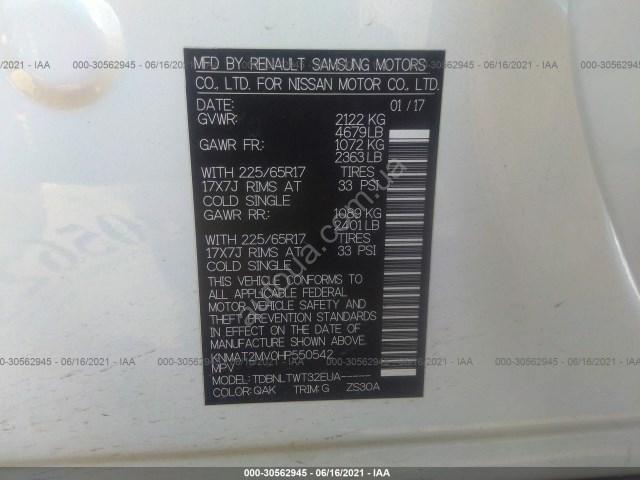 000-30562945 - 06/16/2021 - IAA
MFD BY RENAULT SAMSUNG MOTORS
CO., LTD. FOR NISSAN MOTOR CO., LTD.
DATE: 01/17
GVWR: 2122 KG
4679LB
GAWR FR: 1072 KG
2363LB
WITH 225/65R17 TIRES
17X7J RIMS AT 33 PSI
COLD SINGLE
GAWR RR: 1089 KG
2401LB
WITH 225/65R17 TIRES
17X7J RIMS AT 33 PSI
COLD SINGLE
THIS VEHICLE CONFORMS TO
ALL APPLICABLE FEDERAL
MOTOR VEHICLE SAFETY AND
THEFT PREVENTION STANDARDS
IN EFFECT ON THE DATE OF
MANUFACTURE SHOWN ABOVE.
KNMAT2MV0HP550542
MPV
MODEL: TDBNLTWT32EUA-----
COLOR: QAK TRIM: G ZS30A
000-30562945 - 06/16/2021 - IAA